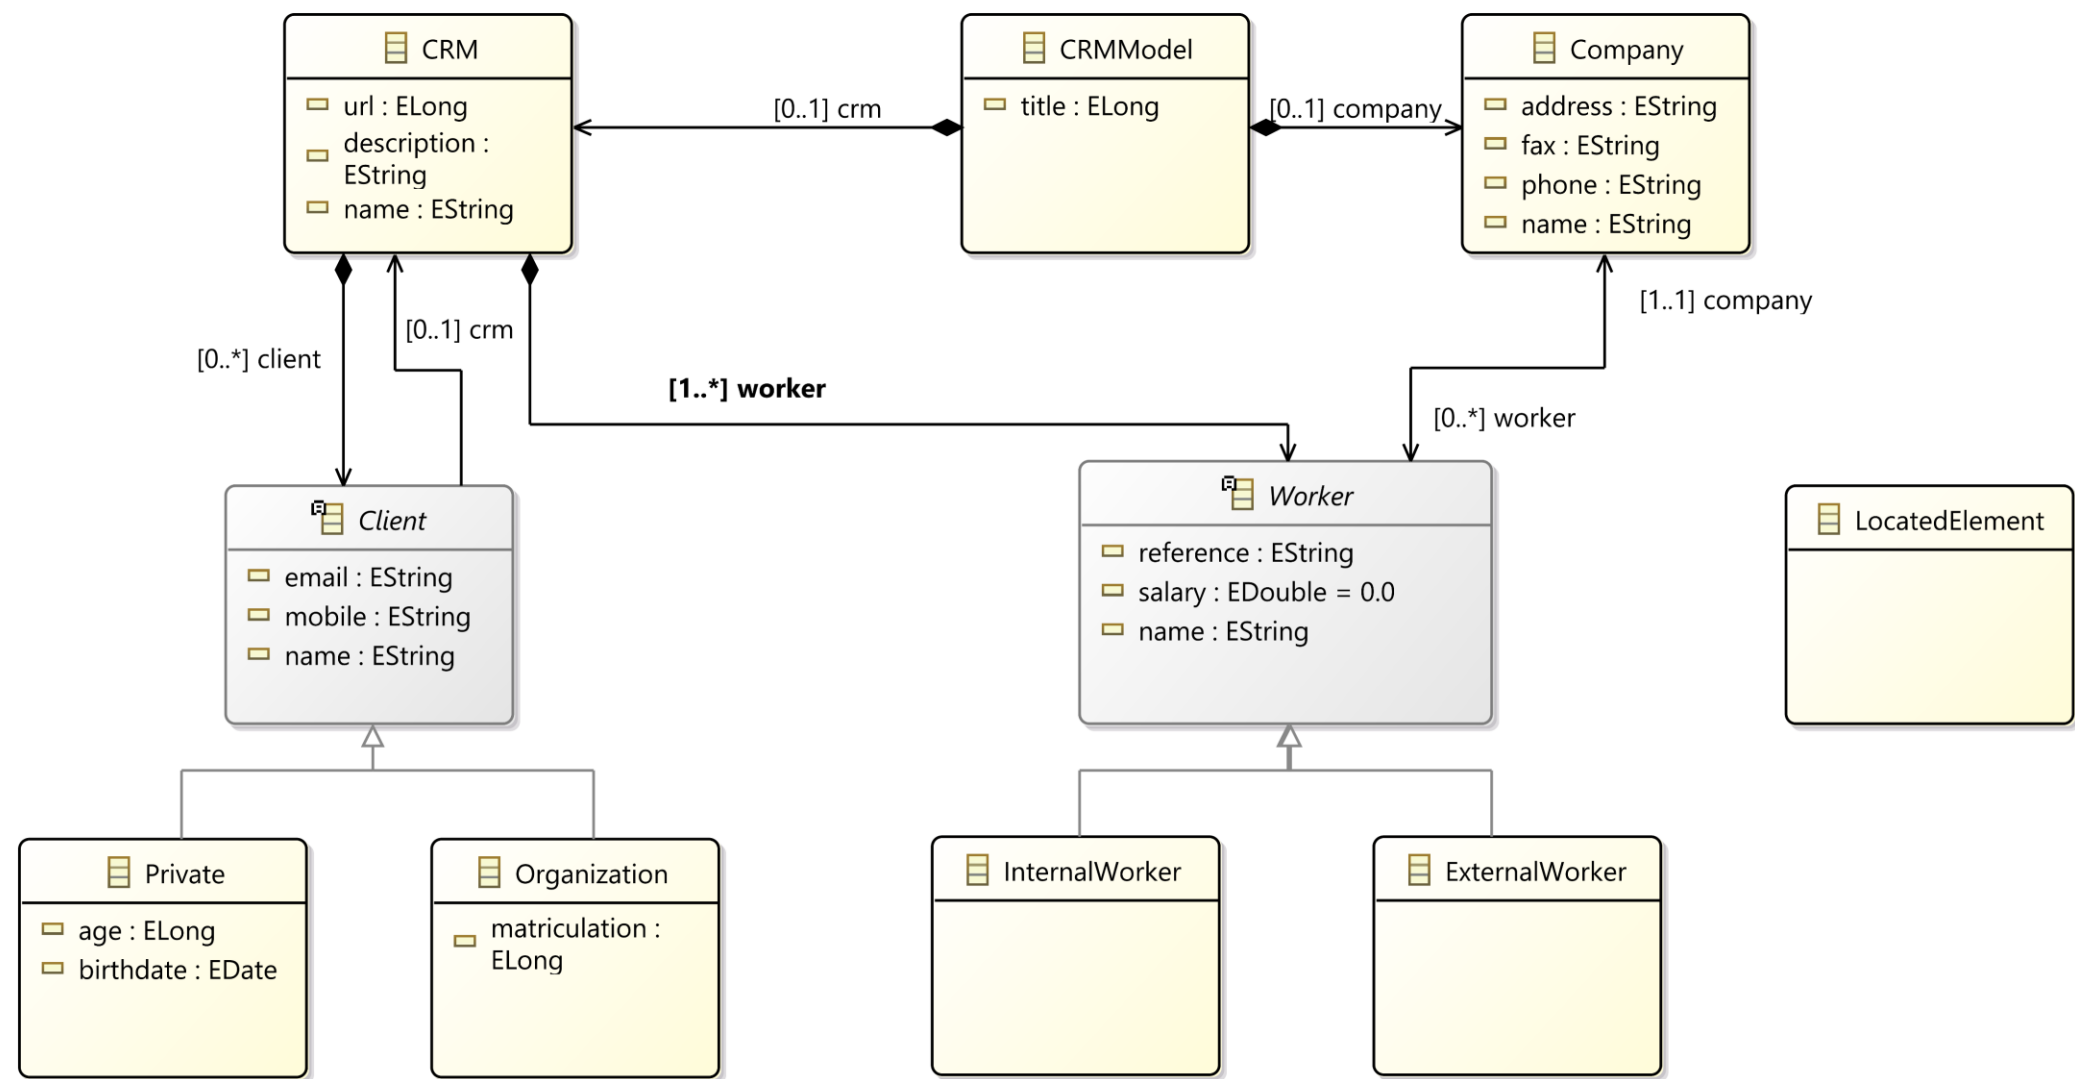 CRM
url : ELong
description :
EString
name : EString
[0..1] crm
CRMModel
title : ELong
[0..1] company
Company
address : EString
fax : EString
phone : EString
name : EString
[0..*] client
[0..1] crm
[1..*] worker
[1..1] company
[0..*] worker
Client
email : EString
mobile : EString
name : EString
Worker
reference : EString
salary : EDouble = 0.0
name : EString
LocatedElement
Private
age : ELong
birthdate : EDate
Organization
matriculation :
ELong
InternalWorker
ExternalWorker